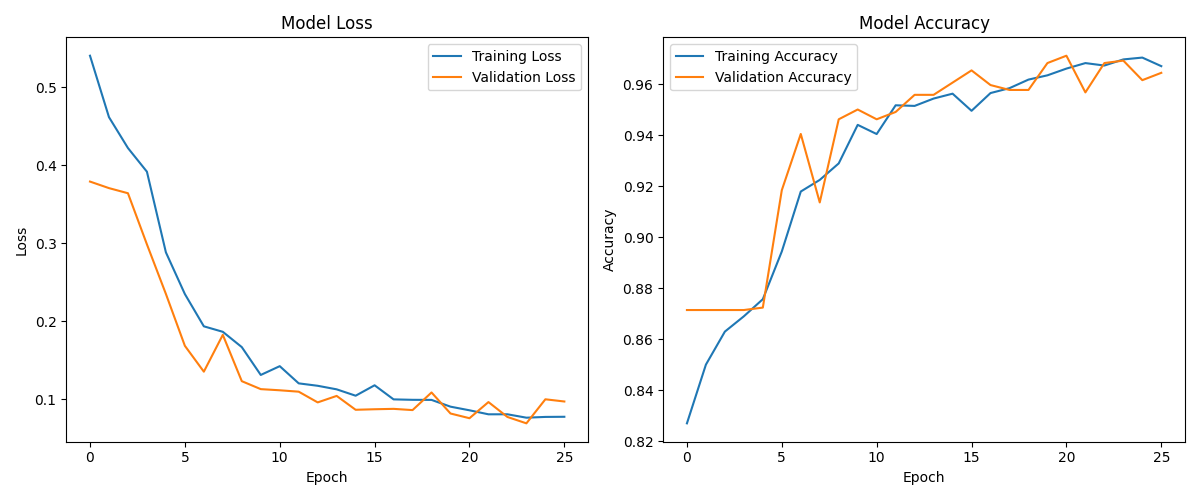 Model Loss
Training Loss
Validation Loss
0.5
0.4
0.3
0.2
0.1
Loss
0 5 10 15 20 25
Epoch
Model Accuracy
Training Accuracy
Validation Accuracy
0.96
0.94
0.92
0.90
0.88
0.86
0.84
0.82
Accuracy
0 5 10 15 20 25
Epoch